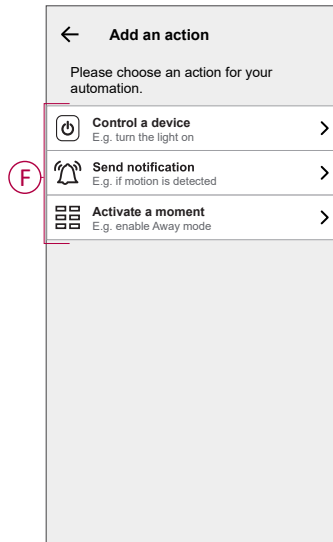 Add an action
Please choose an action for your
automation.
Control a device
E.g. turn the light on
F
Send notification
E.g. if motion is detected
Activate a moment
E.g. enable Away mode